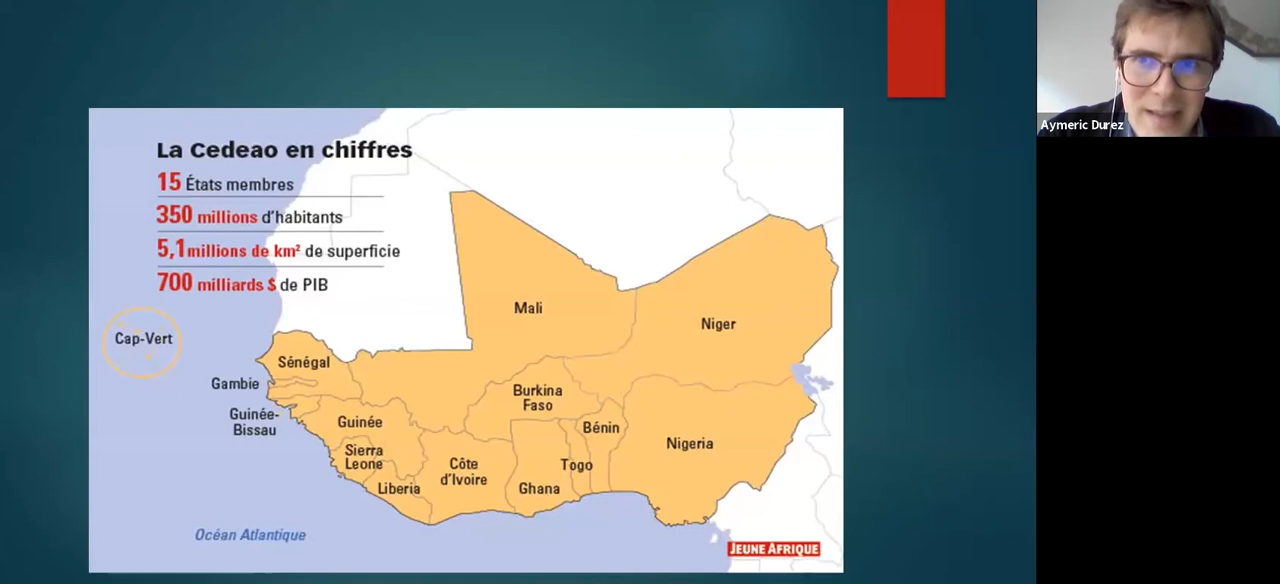 La Cedeao en chiffres
15 États membres
350 millions d'habitants
5,1 millions de km² de superficie
700 milliards $ de PIB
Cap-Vert
Mali
Niger
Sénégal
Gambie
Guinée-
Bissau
Guinée
Sierra
Leone
Liberia
Côte
d'Ivoire
Burkina
Faso
Ghana
Togo
Bénin
Nigeria
Océan Atlantique
JEUNE AFRIQUE
Aymeric Durez